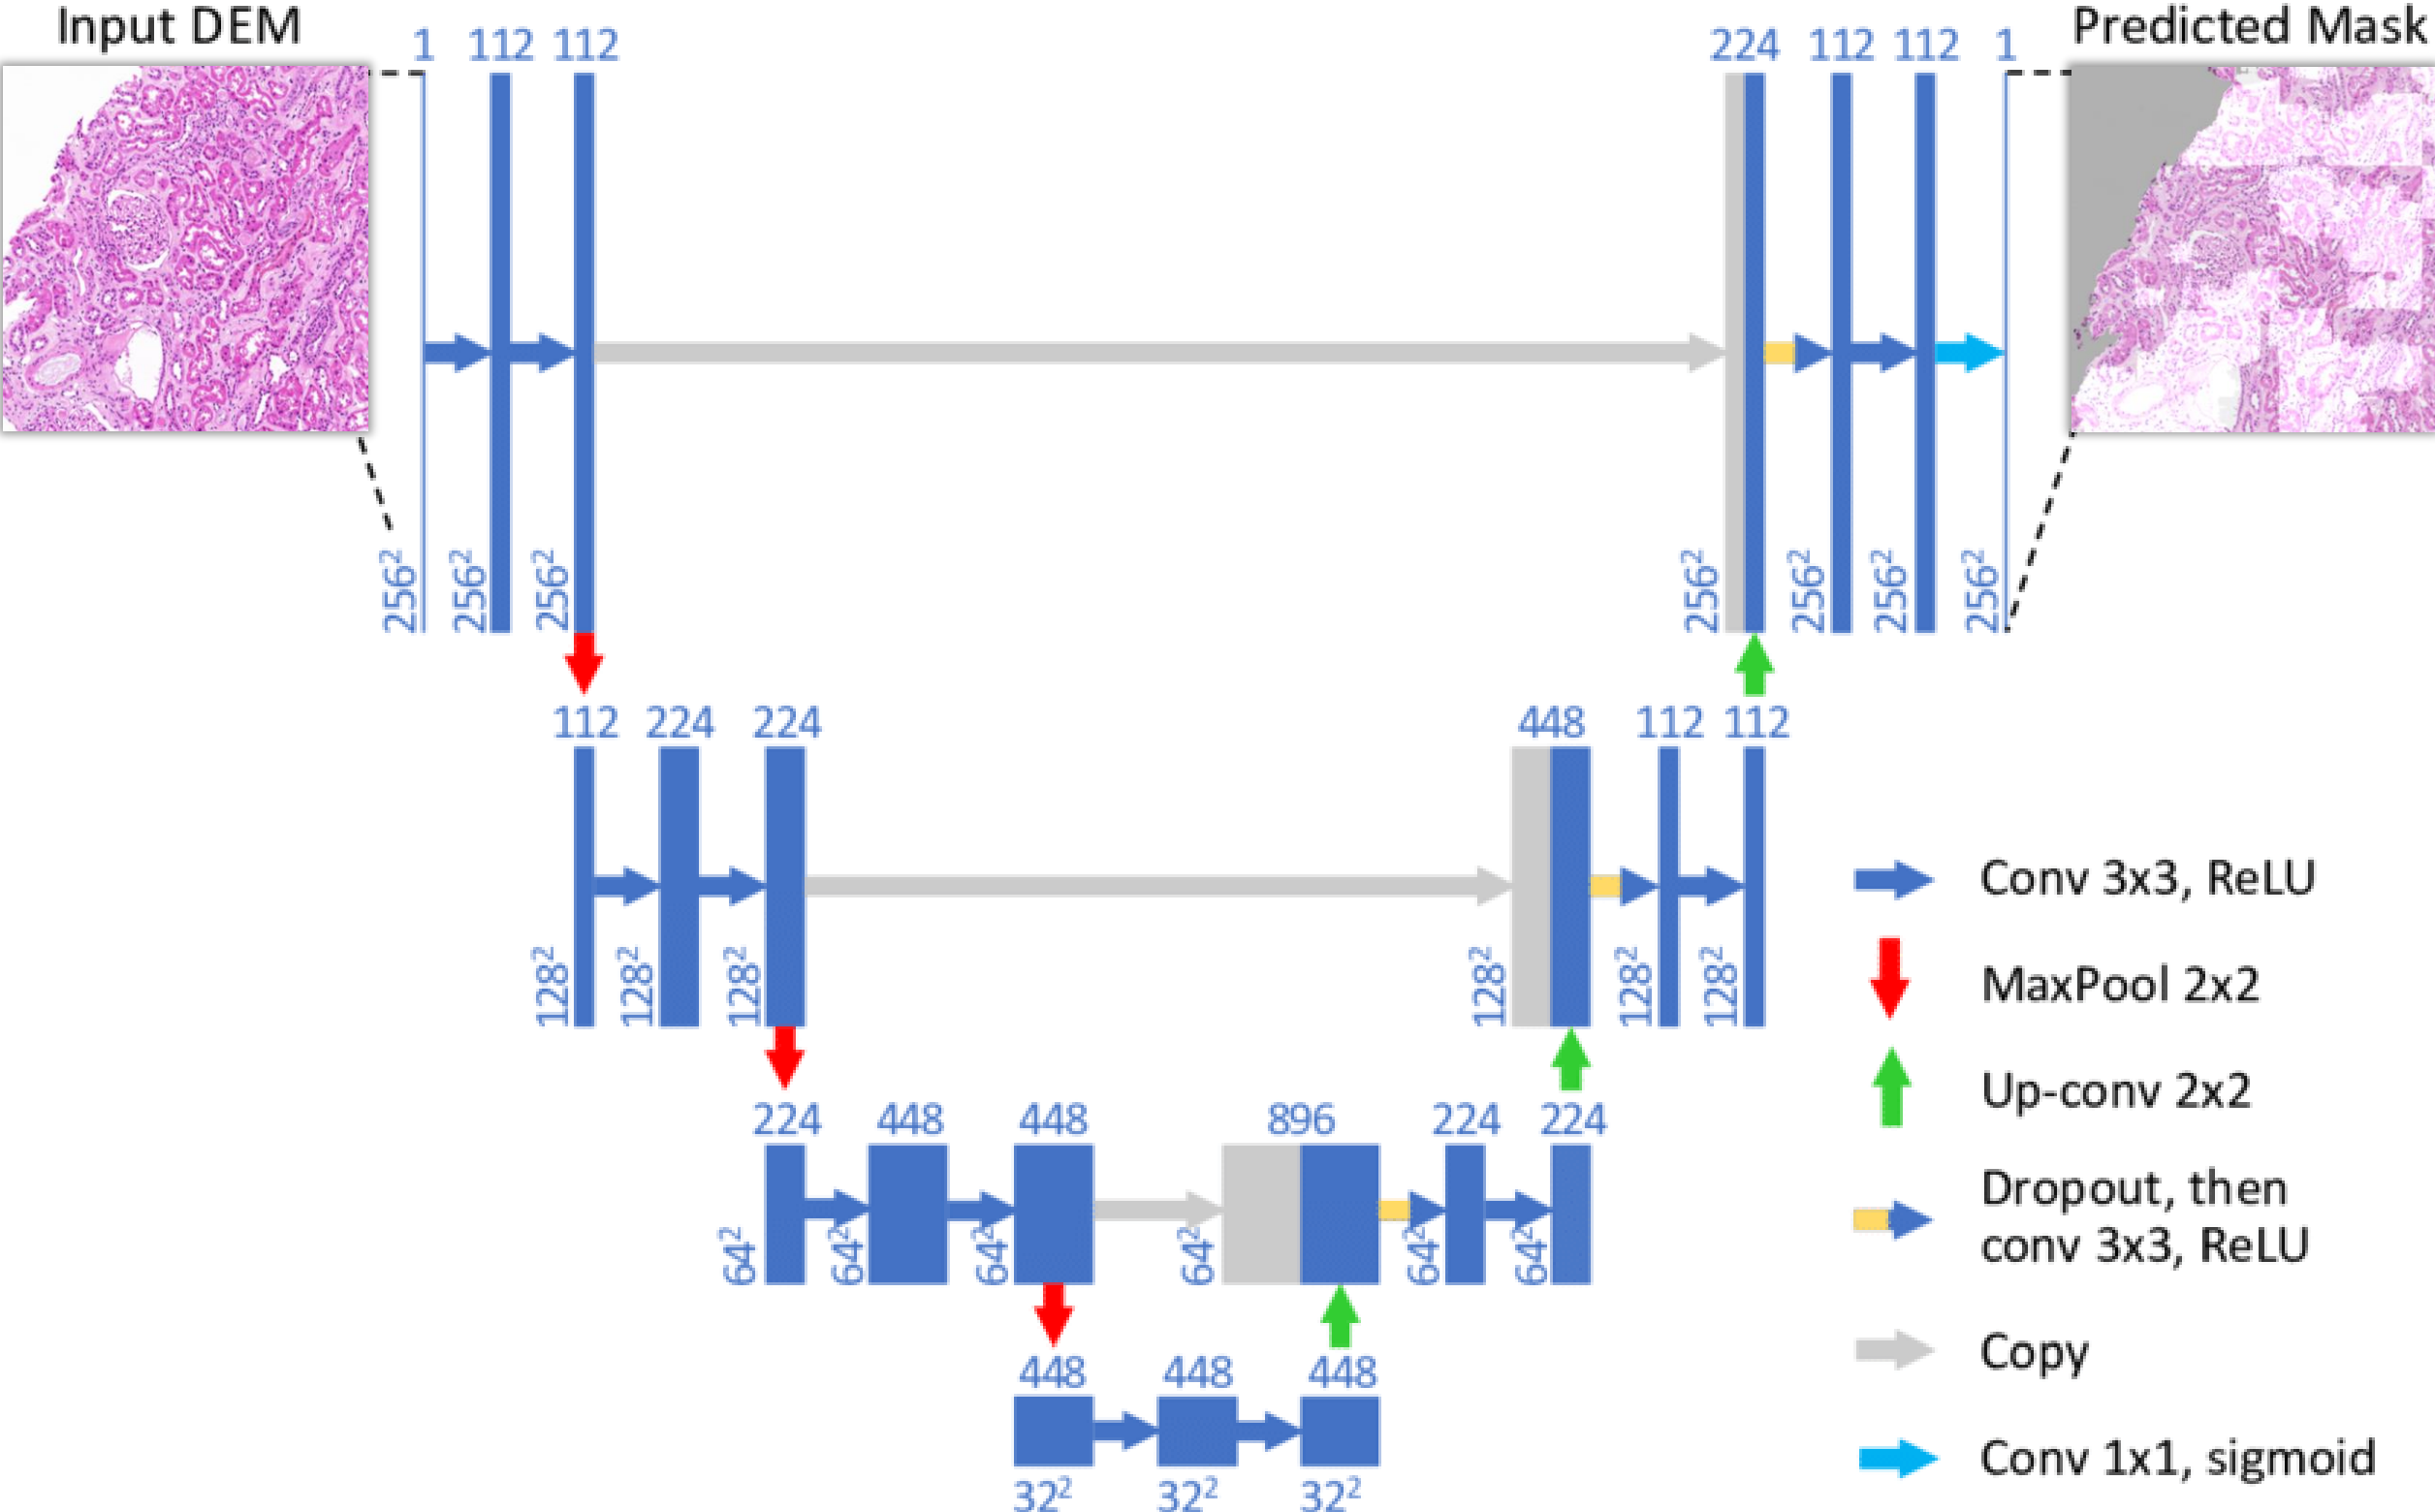 Input DEM
1 112 112
224 112 112 1
Predicted Mask
256² 256² 256²
256² 256² 256² 256²
112 224 224
448 112 112
128² 128² 128²
128² 128² 128²
224 448 448
896 224 224
64² 64² 64²
64² 64² 64²
448 448 448
32² 32² 32²
Conv 3x3, ReLU
MaxPool 2x2
Up-conv 2x2
Dropout, then
conv 3x3, ReLU
Copy
Conv 1x1, sigmoid